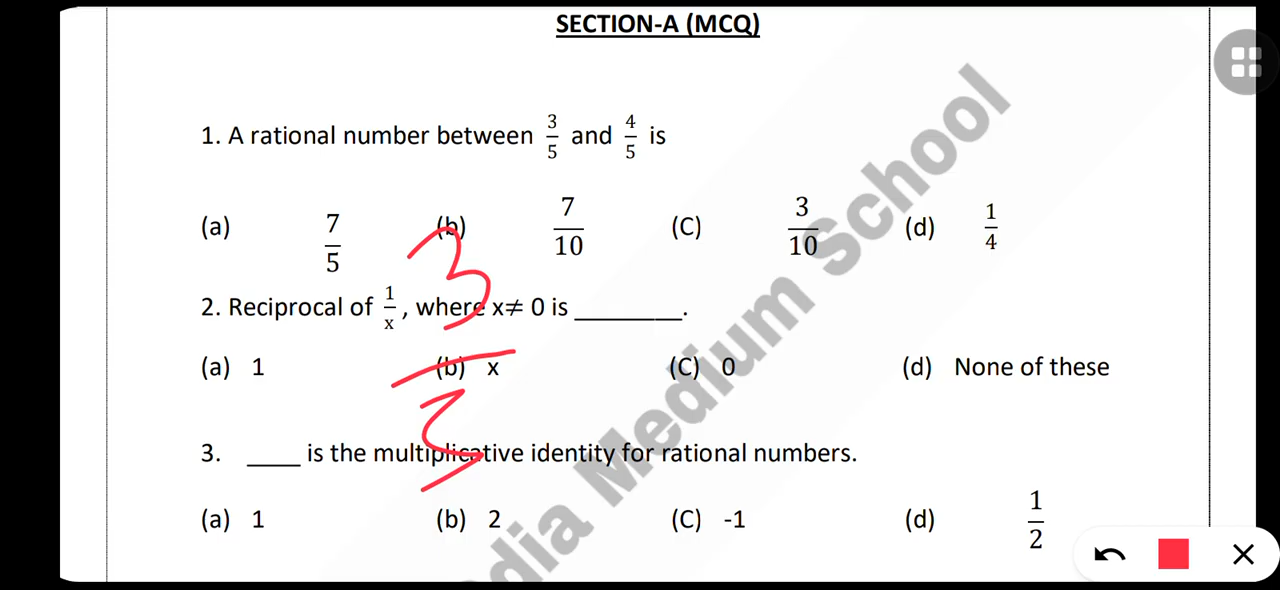 SECTION-A (MCQ)
1. A rational number between 3/5 and 4/5 is
(a) 7/5 (b) 7/10 (C) 3/10 (d) 1/4
2. Reciprocal of 1/x, where x≠ 0 is ________.
(a) 1 (b) x (C) 0 (d) None of these
3. ____ is the multiplicative identity for rational numbers.
(a) 1 (b) 2 (C) -1 (d) 1/2
3
dia Medium School